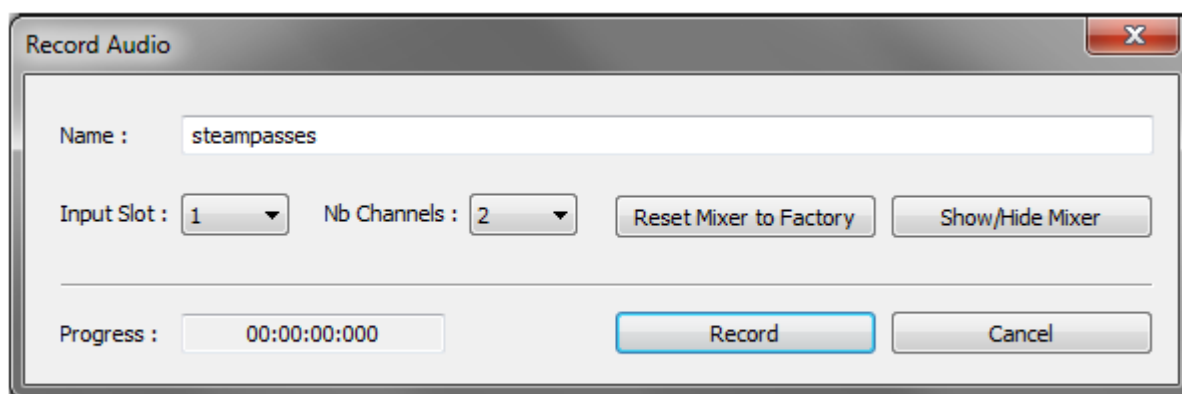 Record Audio
Name : steampasses
Input Slot : 1 Nb Channels : 2 Reset Mixer to Factory Show/Hide Mixer
Progress : 00:00:00:000 Record Cancel